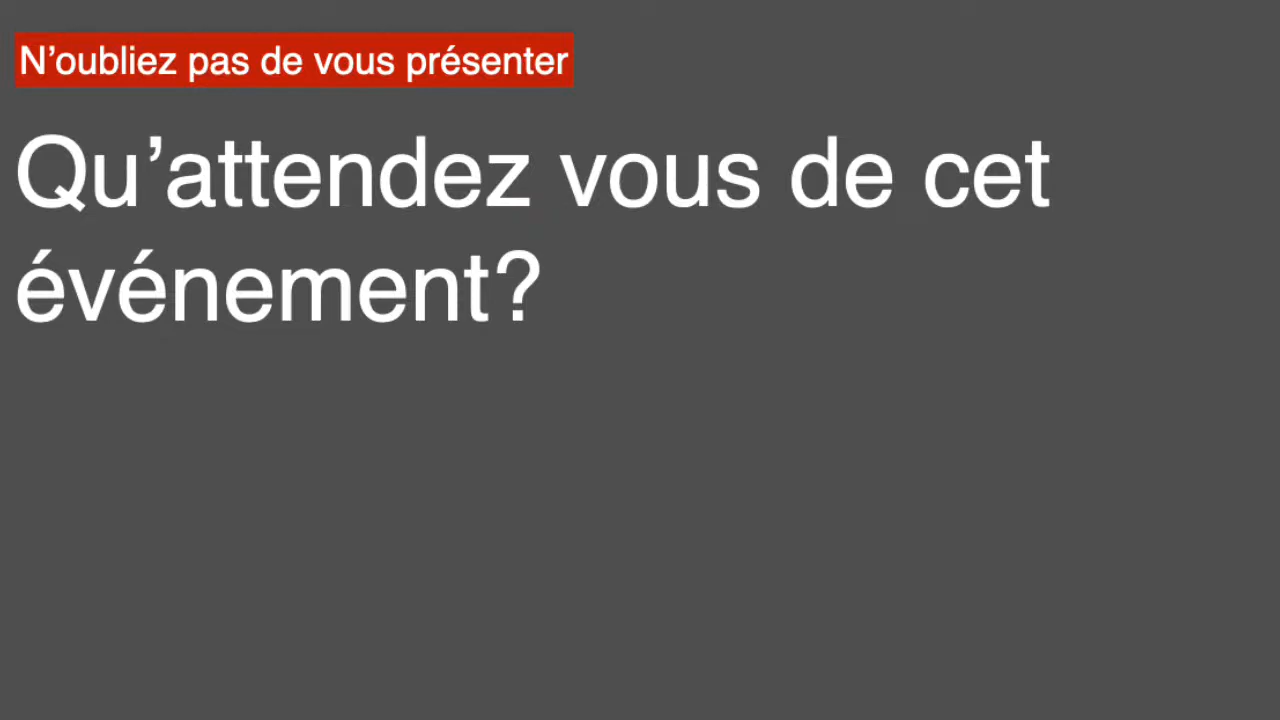 N’oubliez pas de vous présenter
Qu’attendez vous de cet
événement?